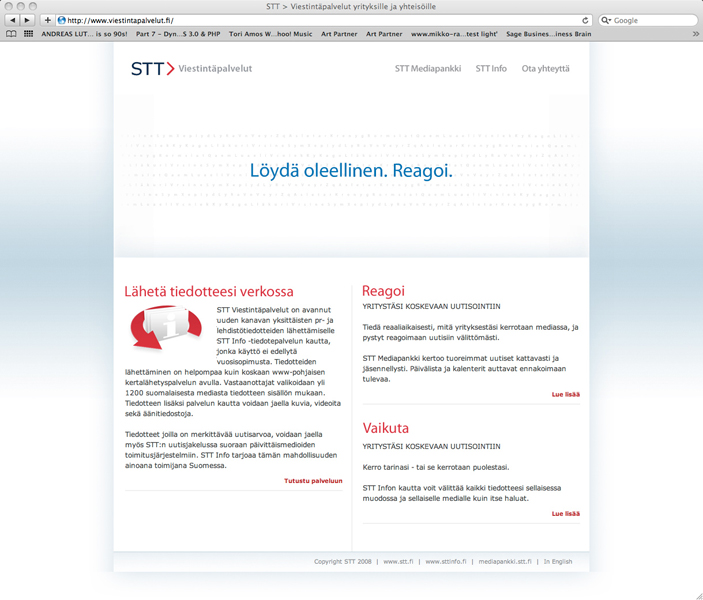 STT > Viestintäpalvelut yrityksille ja yhteisöille
http://www.viestintapalvelut.fi/
Google
ANDREAS LUT... is so 90s!
Part 7 - Dyn...S 3.0 & PHP
Tori Amos W...hoo! Music
Art Partner
Art Partner
www.mikko-ra...test light'
Sage Busines...iness Brain
STT Viestintäpalvelut
STT Mediapankki
STT Info
Ota yhteyttä
Löydä oleellinen. Reagoi.
Lähetä tiedotteesi verkossa
STT Viestintäpalvelut on avannut
uuden kanavan yksittäisten pr- ja
lehdistötiedotteiden lähettämiselle
STT Info -tiedotepalvelun kautta,
jonka käyttö ei edellytä
vuosisopimusta. Tiedotteiden
lähettäminen on helpompaa kuin koskaan www-pohjaisen
kertalähetyspalvelun avulla. Vastaanottajat valikoidaan yli
1200 suomalaisesta mediasta tiedotteen sisällön mukaan.
Tiedotteen lisäksi palvelun kautta voidaan jaella kuvia, videoita
sekä äänitiedostoja.
Tiedotteet joilla on merkittävää uutisarvoa, voidaan jaella
myös STT:n uutisjakelussa suoraan päivittäismedioiden
toimitusjärjestelmiin. STT Info tarjoaa tämän mahdollisuuden
ainoana toimijana Suomessa.
Tutustu palveluun
Reagoi
YRITYSTÄSI KOSKEVAAN UUTISOINTIIN
Tiedä reaaliaikaisesti, mitä yrityksestäsi kerrotaan mediassa, ja
pystyt reagoimaan uutisiin välittömästi.
STT Mediapankki kertoo tuoreimmat uutiset kattavasti ja
jäsennellysti. Päivälista ja kalenterit auttavat ennakoimaan
tulevaa.
Lue lisää
Vaikuta
YRITYSTÄSI KOSKEVAAN UUTISOINTIIN
Kerro tarinasi - tai se kerrotaan puolestasi.
STT Infon kautta voit välittää kaikki tiedotteesi sellaisessa
muodossa ja sellaiselle medialle kuin itse haluat.
Lue lisää
Copyright STT 2008 | www.stt.fi | www.sttinfo.fi | mediapankki.stt.fi | In English